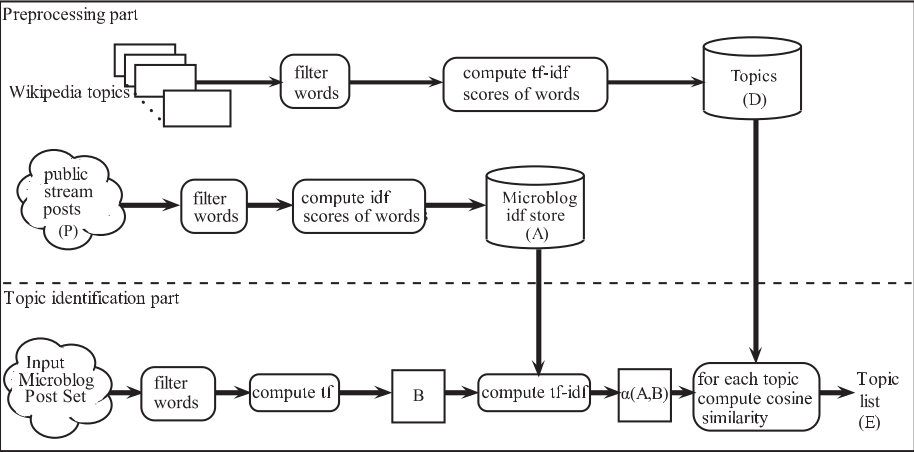 Preprocessing part
Wikipedia topics
filter
words
compute tf-idf
scores of words
Topics
(D)
public
stream
posts
(P)
filter
words
compute idf
scores of words
Microblog
idf store
(A)
Topic identification part
Input
Microblog
Post Set
filter
words
compute tf
B
compute tf-idf
α(A,B)
for each topic
compute cosine
similarity
Topic
list
(E)